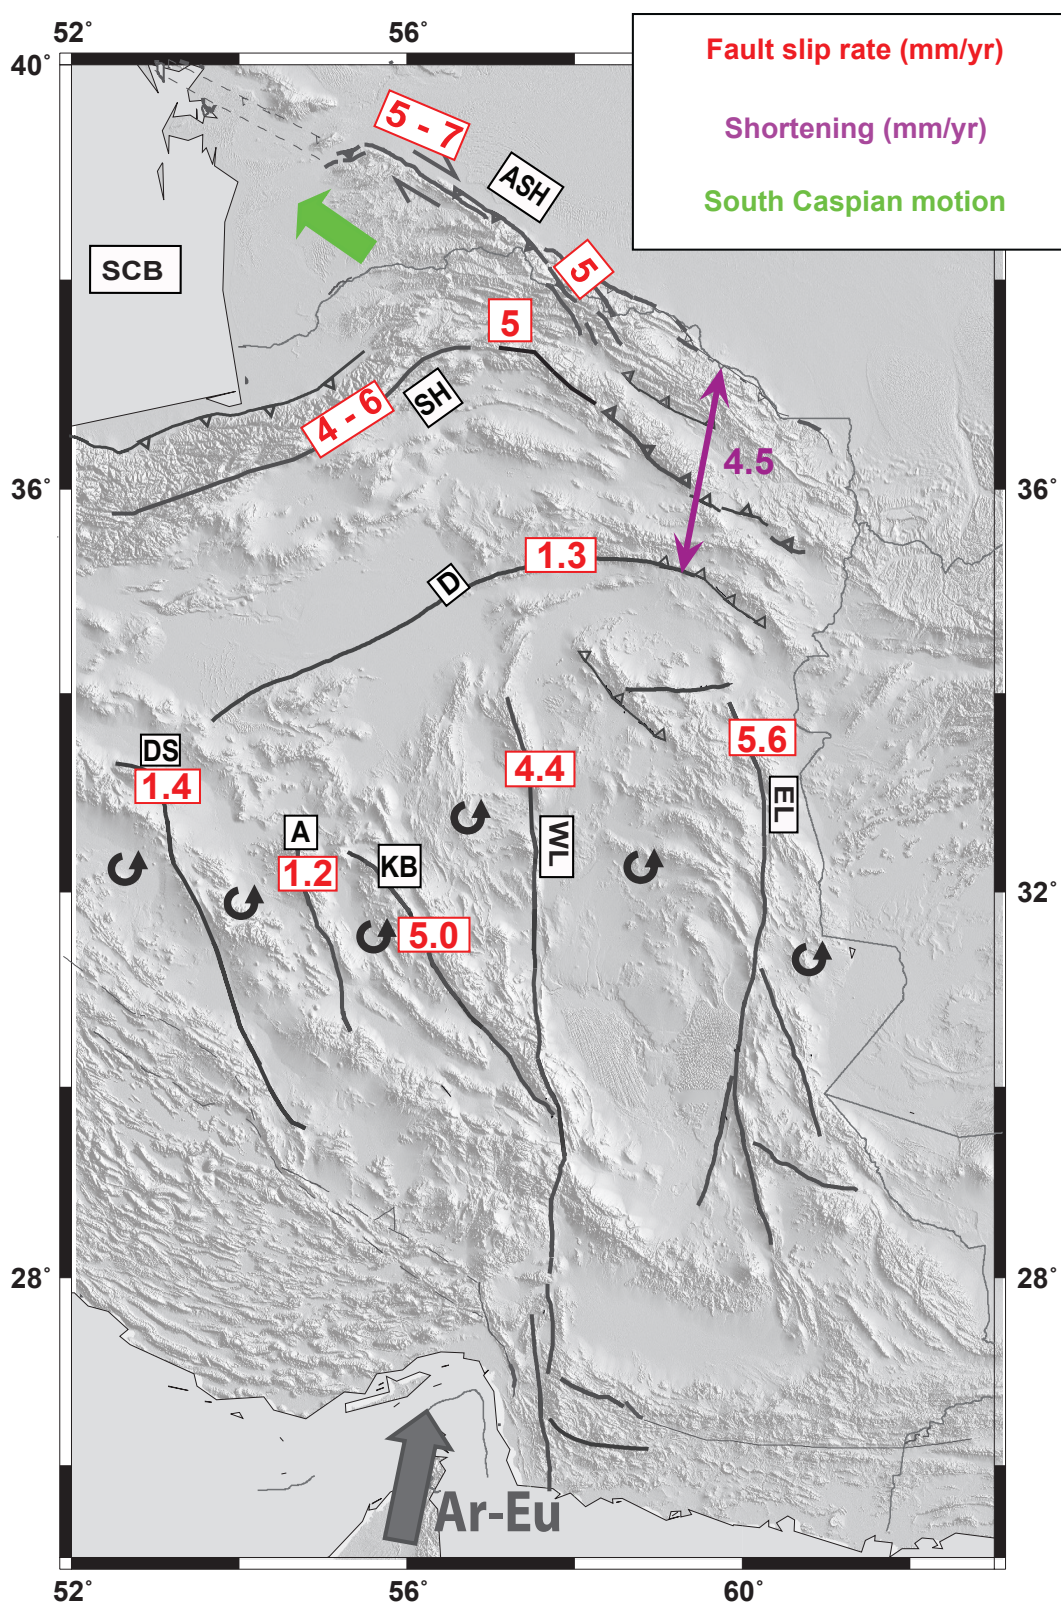 52°
56°
40°
Fault slip rate (mm/yr)
Shortening (mm/yr)
South Caspian motion
5 - 7
ASH
SCB
5
5
SH
4 - 6
4.5
36°
36°
1.3
D
5.6
DS
1.4
4.4
EL
A
WL
KB
1.2
32°
32°
5.0
28°
28°
Ar-Eu
52°
56°
60°